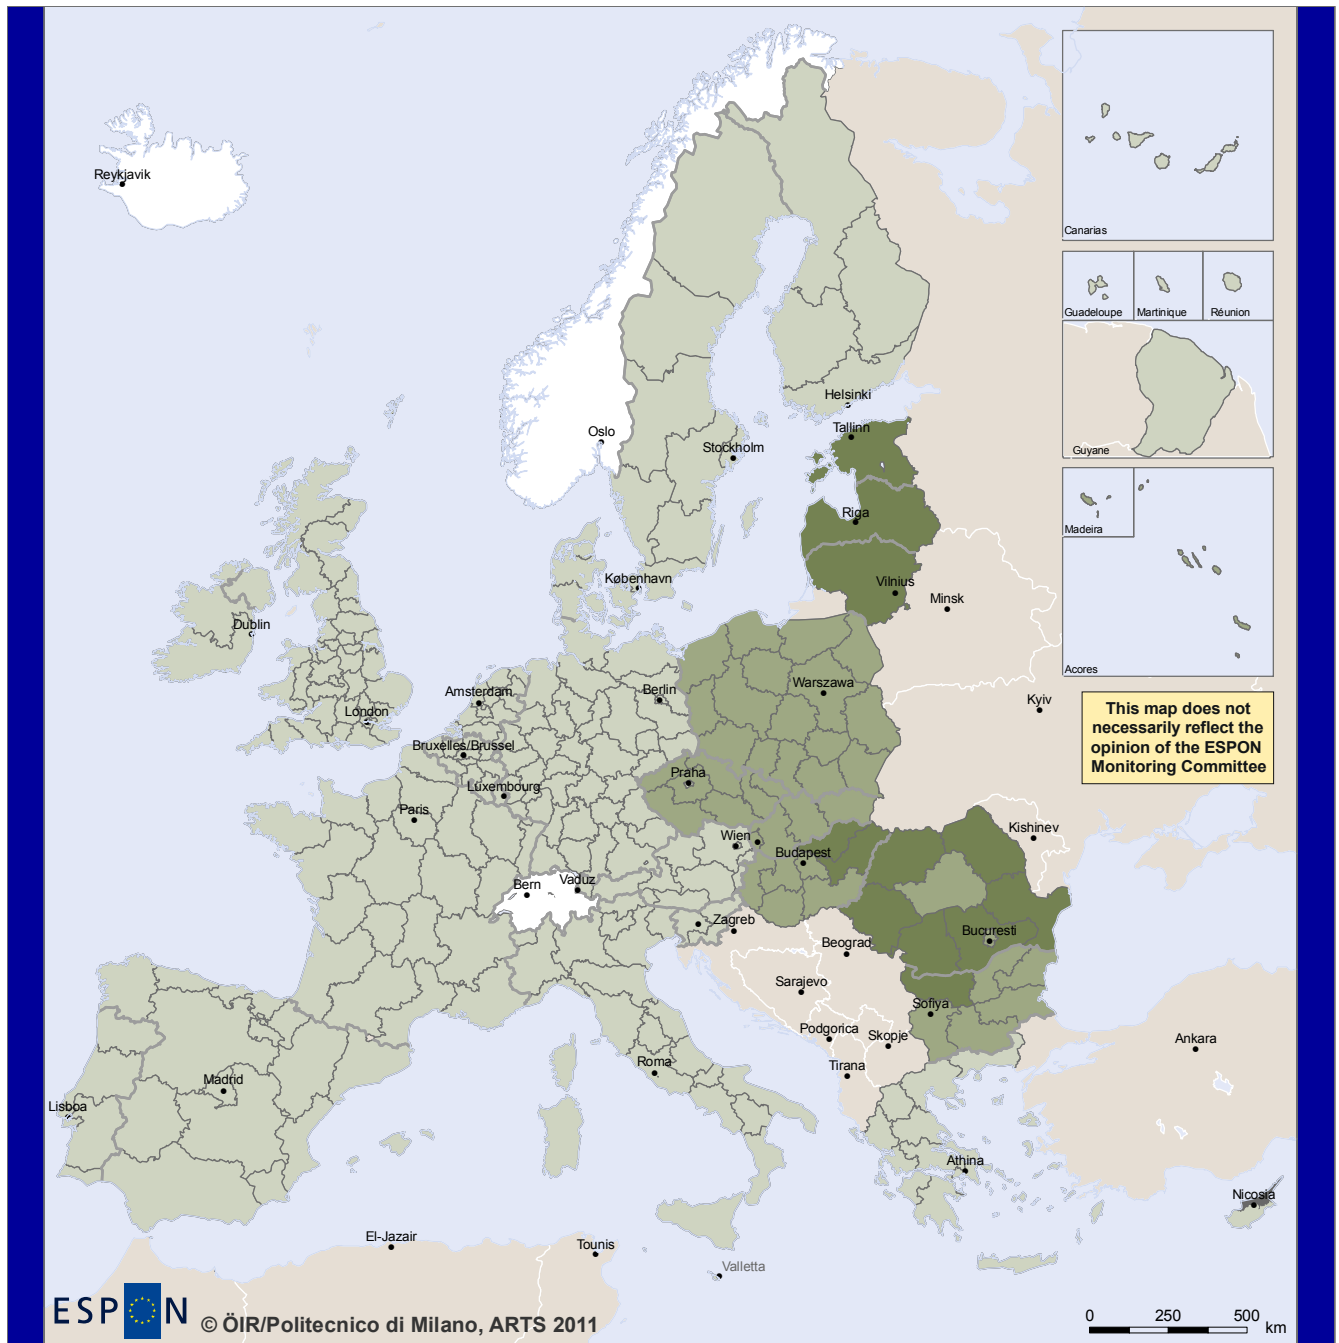 Reykjavik
Canarias
Guadeloupe
Martinique
Réunion
Guyane
Madeira
Acores
This map does not
necessarily reflect the
opinion of the ESPON
Monitoring Committee
Helsinki
Tallinn
Oslo
Stockholm
Riga
København
Vilnius
Minsk
Dublin
Amsterdam
Berlin
Warszawa
London
Kyiv
Bruxelles/Brussel
Praha
Luxembourg
Paris
Kishinev
Wien
Budapest
Bern
Vaduz
Zagreb
Bucuresti
Beograd
Sarajevo
Sofiya
Podgorica
Skopje
Ankara
Roma
Tirana
Madrid
Lisboa
Athina
Nicosia
El-Jazair
Tounis
Valletta
ESPON
© ÖIR/Politecnico di Milano, ARTS 2011
0 250 500
km